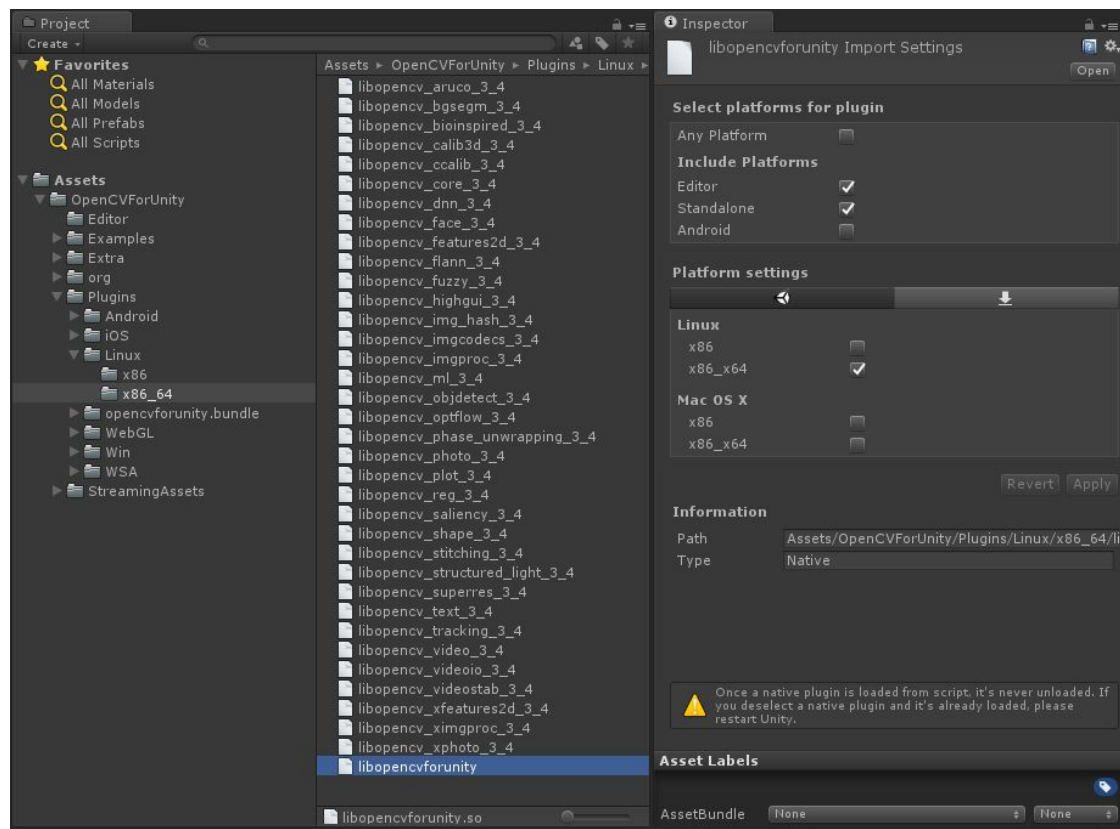 Project
Create
Favorites
All Materials
All Models
All Prefabs
All Scripts
Assets
OpenCVForUnity
Editor
Examples
Extra
org
Plugins
Android
iOS
Linux
x86
x86_64
opencvforunity.bundle
WebGL
Win
WSA
StreamingAssets
Assets ▸ OpenCVForUnity ▸ Plugins ▸ Linux ▸
libopencv_aruco_3_4
libopencv_bgsegm_3_4
libopencv_bioinspired_3_4
libopencv_calib3d_3_4
libopencv_ccalib_3_4
libopencv_core_3_4
libopencv_dnn_3_4
libopencv_face_3_4
libopencv_features2d_3_4
libopencv_flann_3_4
libopencv_fuzzy_3_4
libopencv_highgui_3_4
libopencv_img_hash_3_4
libopencv_imgcodecs_3_4
libopencv_imgproc_3_4
libopencv_ml_3_4
libopencv_objdetect_3_4
libopencv_optflow_3_4
libopencv_phase_unwrapping_3_4
libopencv_photo_3_4
libopencv_plot_3_4
libopencv_reg_3_4
libopencv_saliency_3_4
libopencv_shape_3_4
libopencv_stitching_3_4
libopencv_structured_light_3_4
libopencv_superres_3_4
libopencv_text_3_4
libopencv_tracking_3_4
libopencv_video_3_4
libopencv_videoio_3_4
libopencv_videostab_3_4
libopencv_xfeatures2d_3_4
libopencv_ximgproc_3_4
libopencv_xphoto_3_4
libopencvforunity
libopencvforunity.so
Inspector
libopencvforunity Import Settings
Open
Select platforms for plugin
Any Platform
Include Platforms
Editor
Standalone
Android
Platform settings
Linux
x86
x86_x64
Mac OS X
x86
x86_x64
Revert Apply
Information
Path Assets/OpenCVForUnity/Plugins/Linux/x86_64/li
Type Native
Once a native plugin is loaded from script, it's never unloaded. If
you deselect a native plugin and it's already loaded, please
restart Unity.
Asset Labels
AssetBundle None None